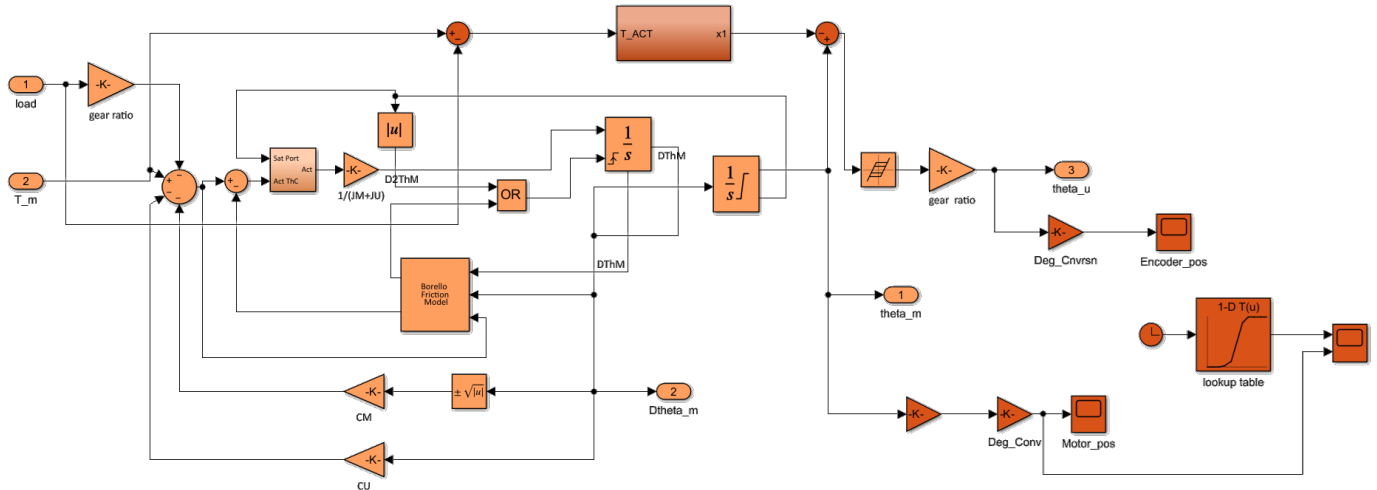 T_ACT
x1
1
load
-K-
gear ratio
2
T_m
|u|
Sat Port
Act
Act ThC
-K-
1/(JM+JU)
D2ThM
OR
1
s
DThM
1
s
DThM
Borello
Friction
Model
-K-
CM
± √|u|
2
Dtheta_m
-K-
CU
-K-
gear ratio
3
theta_u
-K-
Deg_Cnvrsn
Encoder_pos
1
theta_m
1-D T(u)
lookup table
-K-
-K-
Deg_Conv
Motor_pos